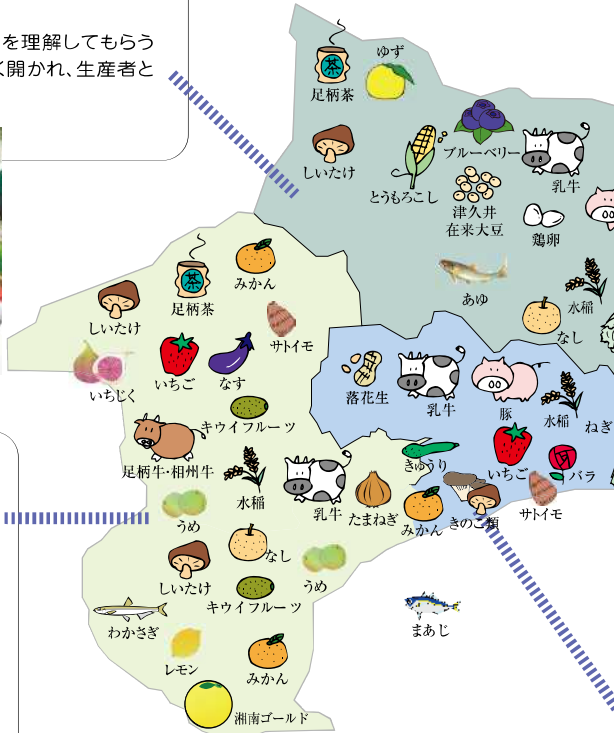 を理解してもらう
く開かれ、生産者と
足柄茶
ゆず
しいたけ
とうもろこし
ブルーベリー
乳牛
津久井
在来大豆
鶏卵
あゆ
水稲
なし
みかん
足柄茶
しいたけ
サトイモ
いちじく
いちご
なす
キウイフルーツ
落花生
乳牛
豚
水稲
ねぎ
足柄牛・相州牛
水稲
乳牛
たまねぎ
きゅうり
みかん
きのこ類
いちご
バラ
サトイモ
うめ
なし
しいたけ
うめ
キウイフルーツ
わかさぎ
まあじ
レモン
みかん
湘南ゴールド
茶
茶